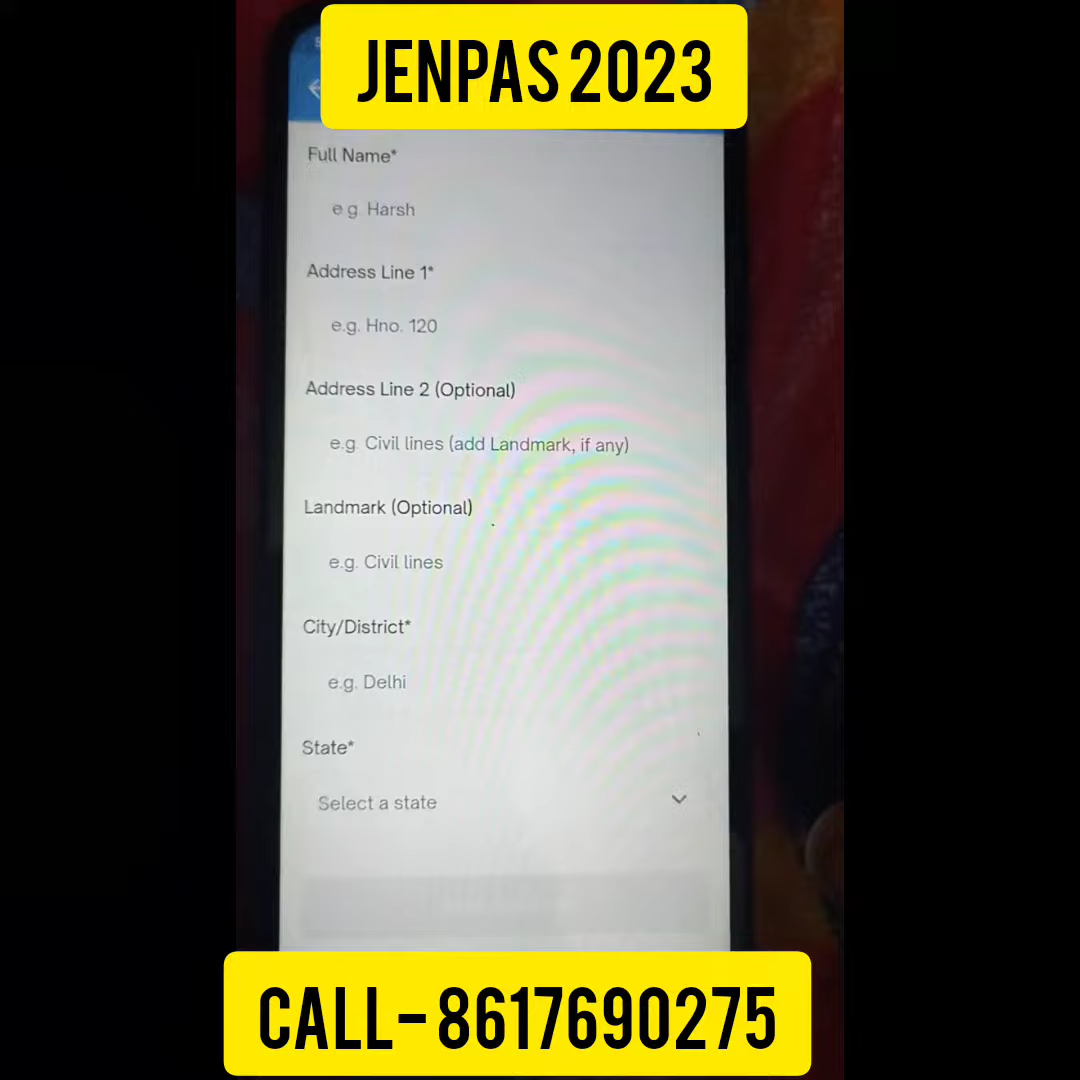 JENPAS 2023
Full Name*
e g. Harsh
Address Line 1*
e.g. Hno. 120
Address Line 2 (Optional)
e.g. Civil lines (add Landmark, if any)
Landmark (Optional)
e.g. Civil lines
City/District*
e.g. Delhi
State*
Select a state
CALL-8617690275